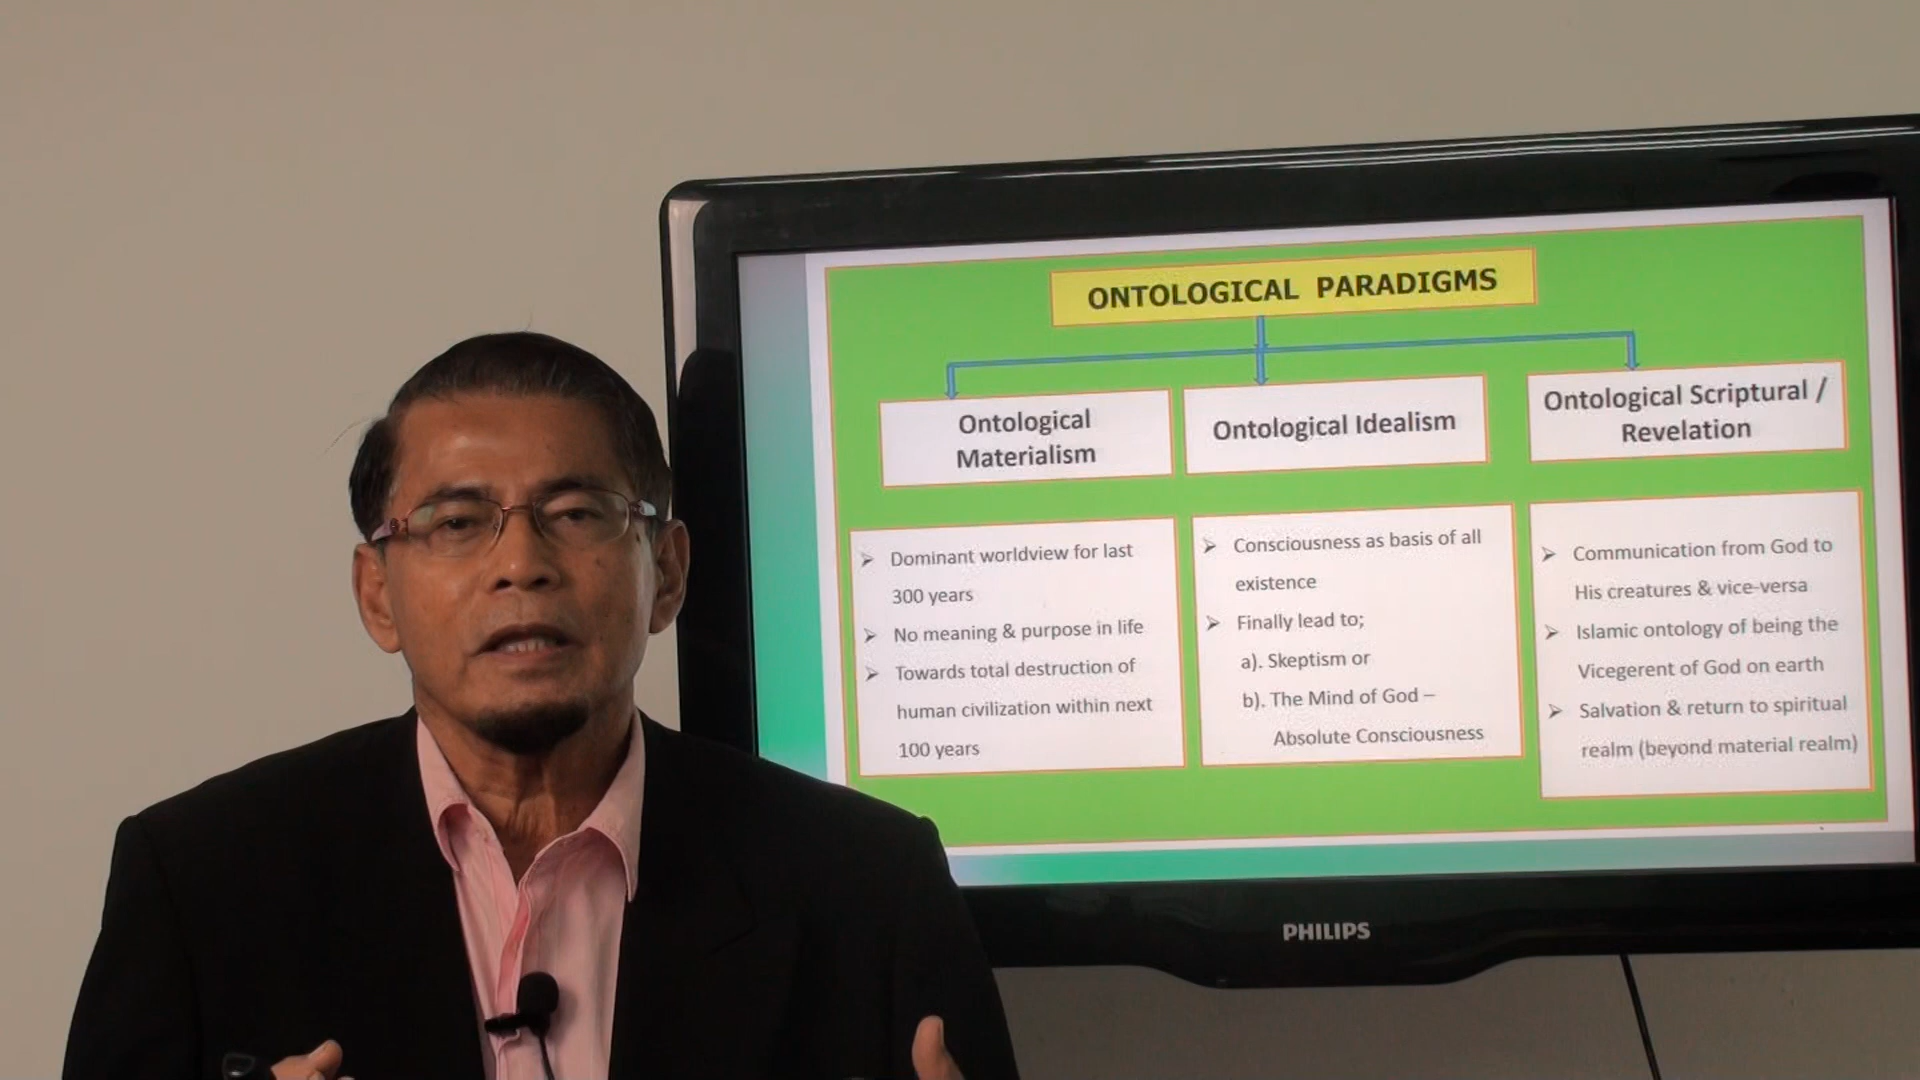 ONTOLOGICAL PARADIGMS
Ontological
Materialism
Ontological Idealism
Ontological Scriptural /
Revelation
Dominant worldview for last
300 years
No meaning & purpose in life
Towards total destruction of
human civilization within next
100 years
Consciousness as basis of all
existence
Finally lead to;
a). Skeptism or
b). The Mind of God –
Absolute Consciousness
Communication from God to
His creatures & vice-versa
Islamic ontology of being the
Vicegerent of God on earth
Salvation & return to spiritual
realm (beyond material realm)
PHILIPS